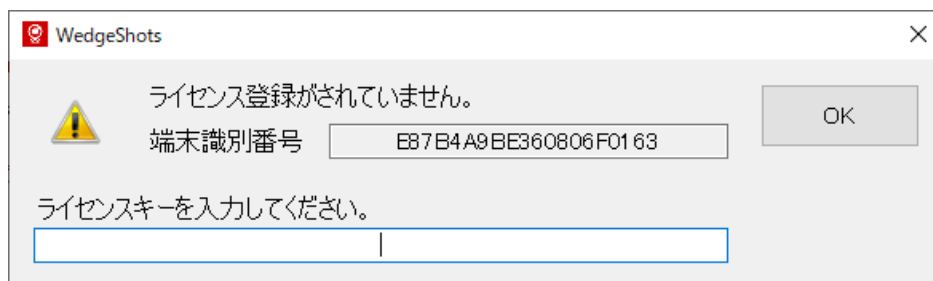 WedgeShots
ライセンス登録がされていません。
OK
端末識別番号 E87B4A9BE360806F0163
ライセンスキーを入力してください。